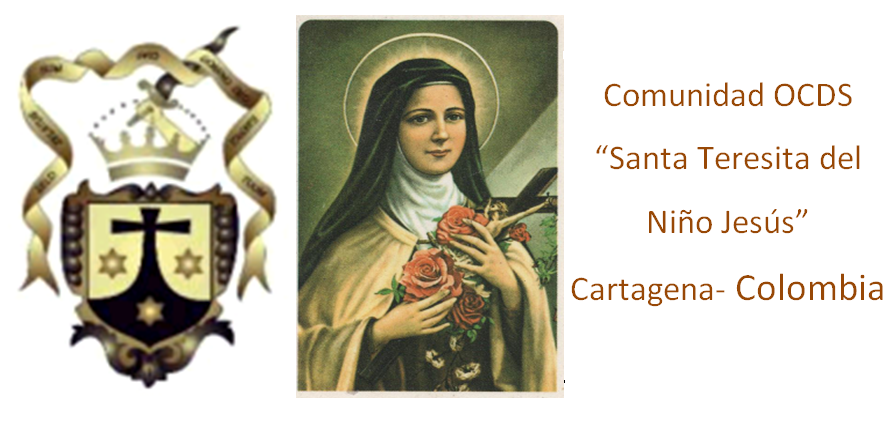 Comunidad OCDS
“Santa Teresita del
Niño Jesús”
Cartagena- Colombia